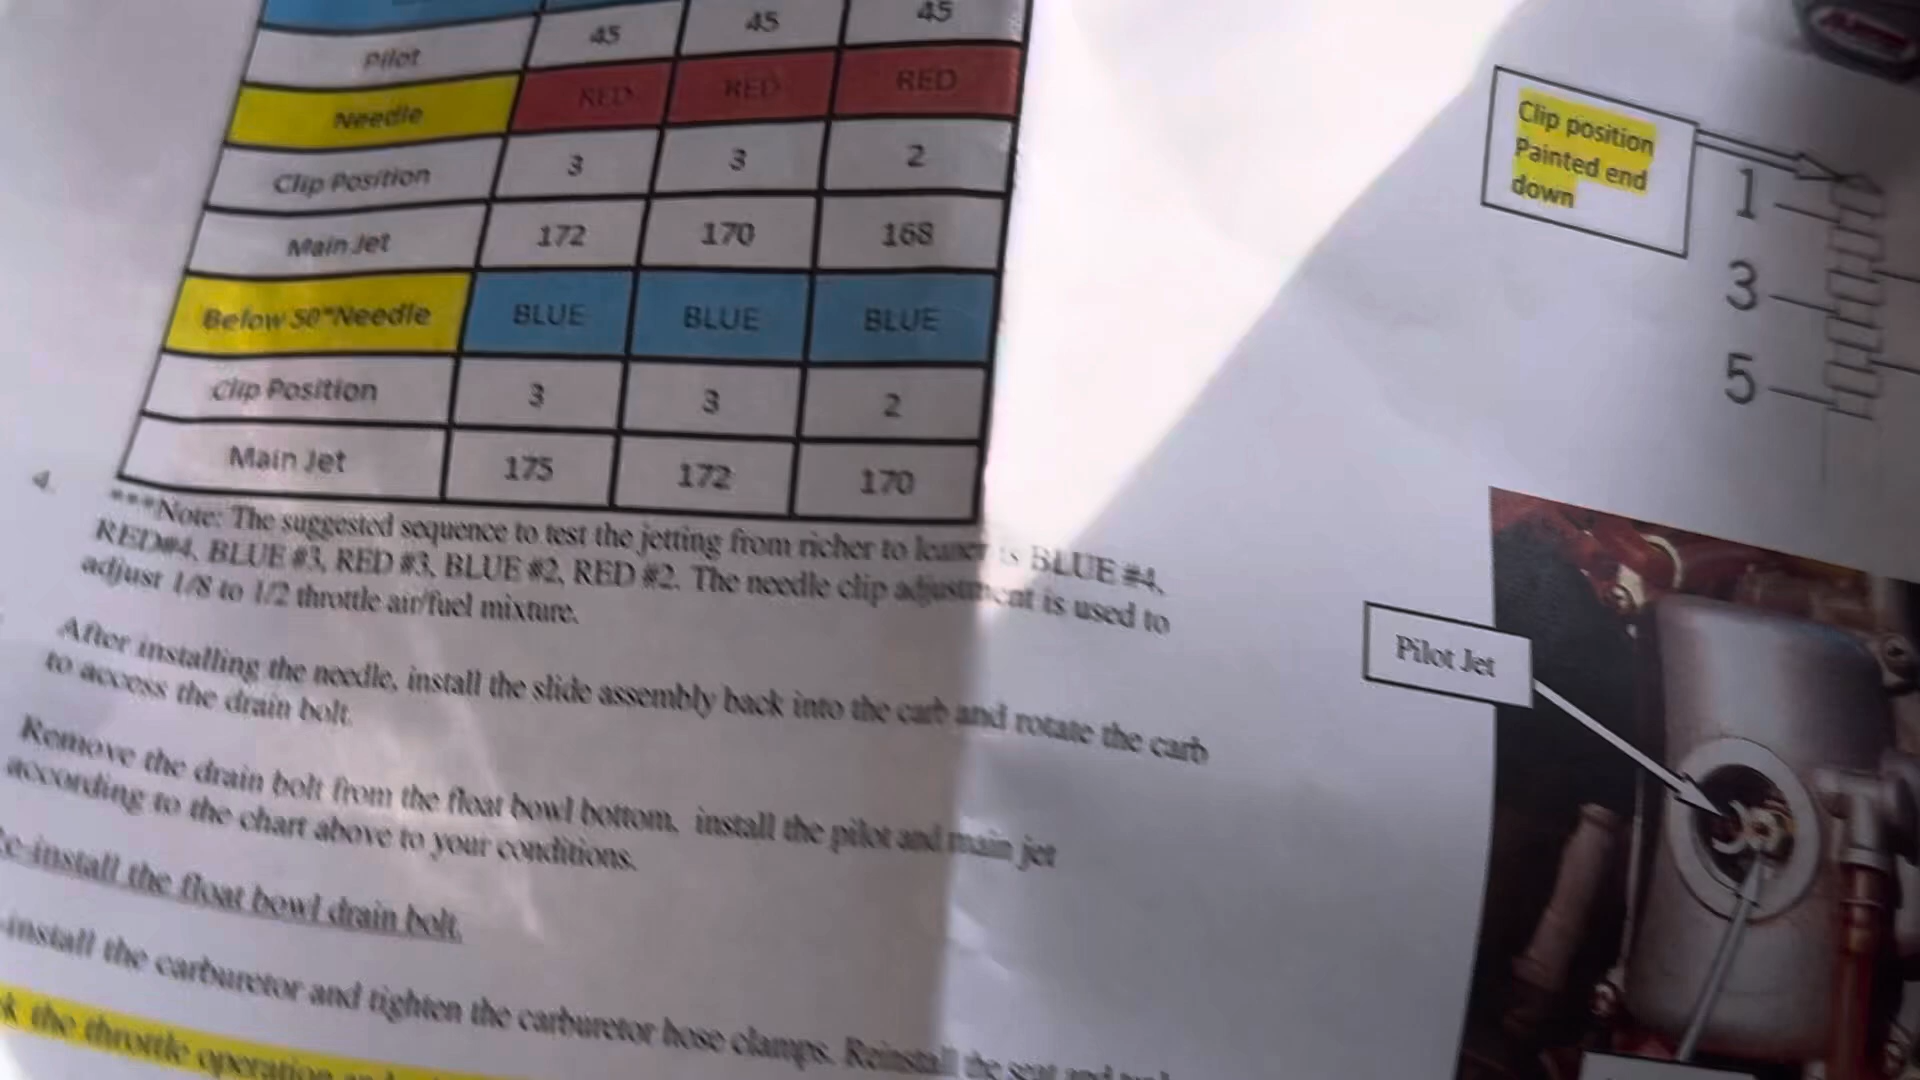 Pilot 45 45 45
Needle RED RED RED
Clip Position 3 3 2
Main Jet 172 170 168
Below 50°Needle BLUE BLUE BLUE
Clip Position 3 3 2
Main Jet 175 172 170
4. ***Note: The suggested sequence to test the jetting from richer to leaner is BLUE #4,
RED#4, BLUE #3, RED #3, BLUE #2, RED #2. The needle clip adjustment is used to
adjust 1/8 to 1/2 throttle air/fuel mixture.
After installing the needle, install the slide assembly back into the carb and rotate the carb
to access the drain bolt.
Remove the drain bolt from the float bowl bottom, install the pilot and main jet
according to the chart above to your conditions.
e-install the float bowl drain bolt.
-install the carburetor and tighten the carburetor hose clamps. Reinstall the seat and
k the throttle operation
Clip position
Painted end
down
1
3
5
Pilot Jet